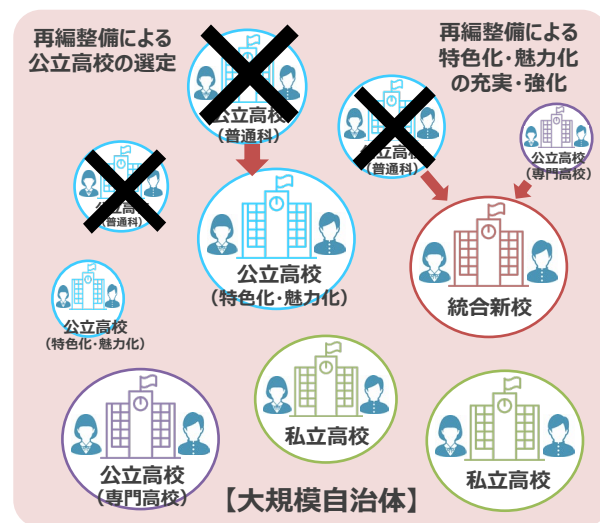 再編整備による
公立高校の選定
再編整備による
特色化・魅力化
の充実・強化
公立高校
（普通科）
公立高校
（普通科）
公立高校
（専門高校）
公立高校
（普通科）
公立高校
（特色化・魅力化）
統合新校
公立高校
（特色化・魅力化）
私立高校
公立高校
（専門高校）
私立高校
【大規模自治体】